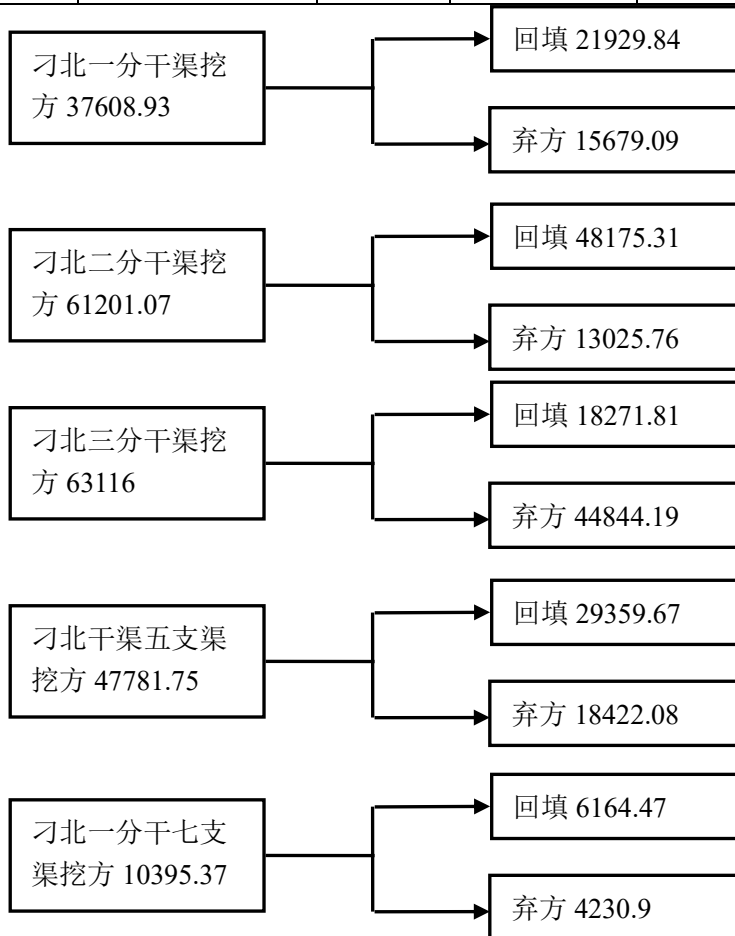 刁北一分干渠挖
方 37608.93
回填 21929.84
弃方 15679.09
刁北二分干渠挖
方 61201.07
回填 48175.31
弃方 13025.76
刁北三分干渠挖
方 63116
回填 18271.81
弃方 44844.19
刁北干渠五支渠
挖方 47781.75
回填 29359.67
弃方 18422.08
刁北一分干七支
渠挖方 10395.37
回填 6164.47
弃方 4230.9